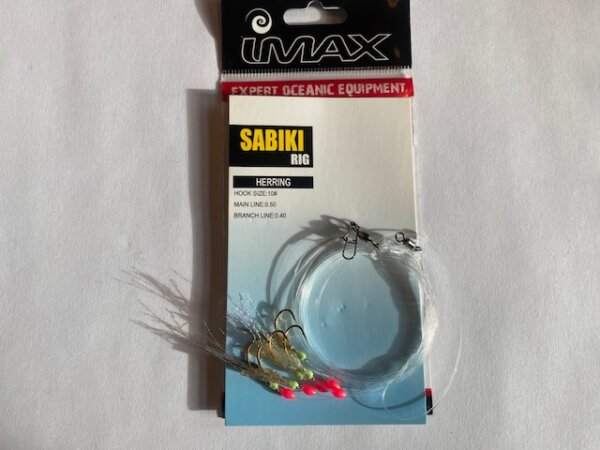 IMAX
EXPERT OCEANIC EQUIPMENT
SABIKI
RIG
HERRING
HOOK SIZE:10#
MAIN LINE:0.50
BRANCH LINE:0.40